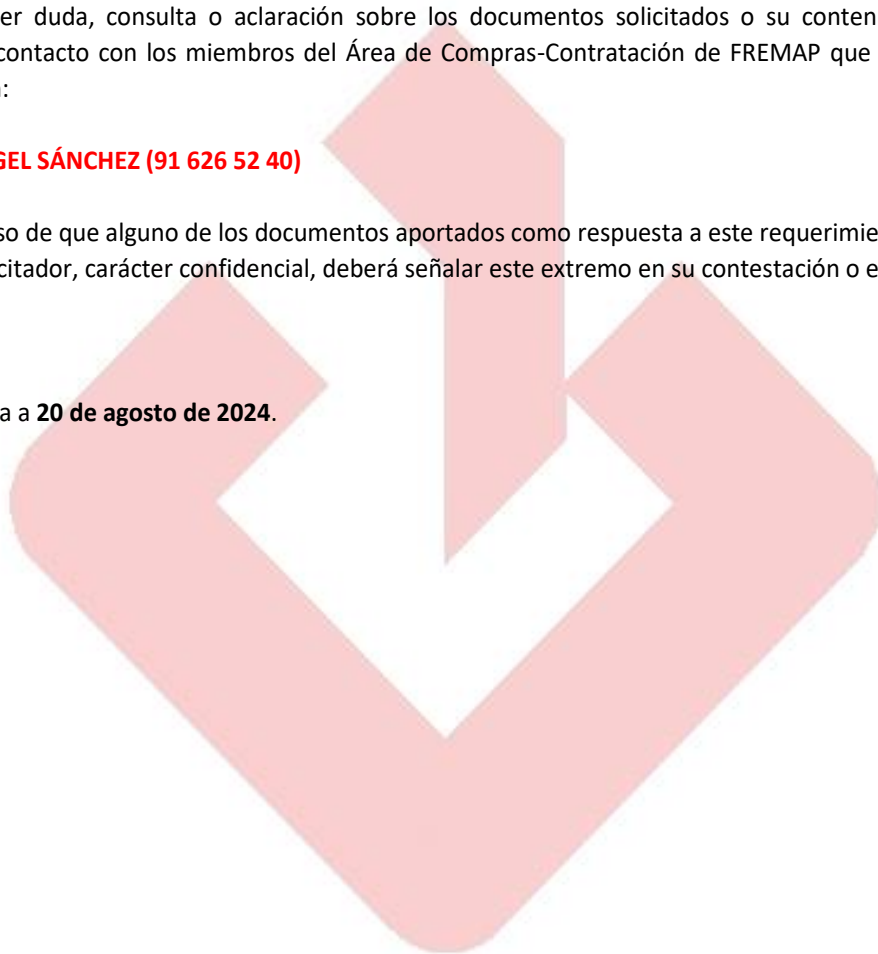 er duda, consulta o aclaración sobre los documentos solicitados o su conten
contacto con los miembros del Área de Compras-Contratación de FREMAP que
:
GEL SÁNCHEZ (91 626 52 40)
so de que alguno de los documentos aportados como respuesta a este requerimie
citador, carácter confidencial, deberá señalar este extremo en su contestación o e
a a 20 de agosto de 2024.